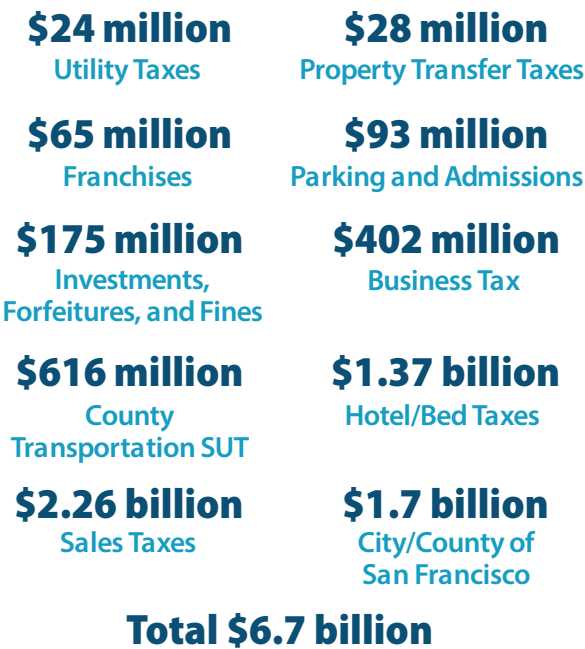 $24 million
Utility Taxes
$28 million
Property Transfer Taxes
$65 million
Franchises
$93 million
Parking and Admissions
$175 million
Investments,
Forfeitures, and Fines
$402 million
Business Tax
$616 million
County
Transportation SUT
$1.37 billion
Hotel/Bed Taxes
$2.26 billion
Sales Taxes
$1.7 billion
City/County of
San Francisco
Total $6.7 billion